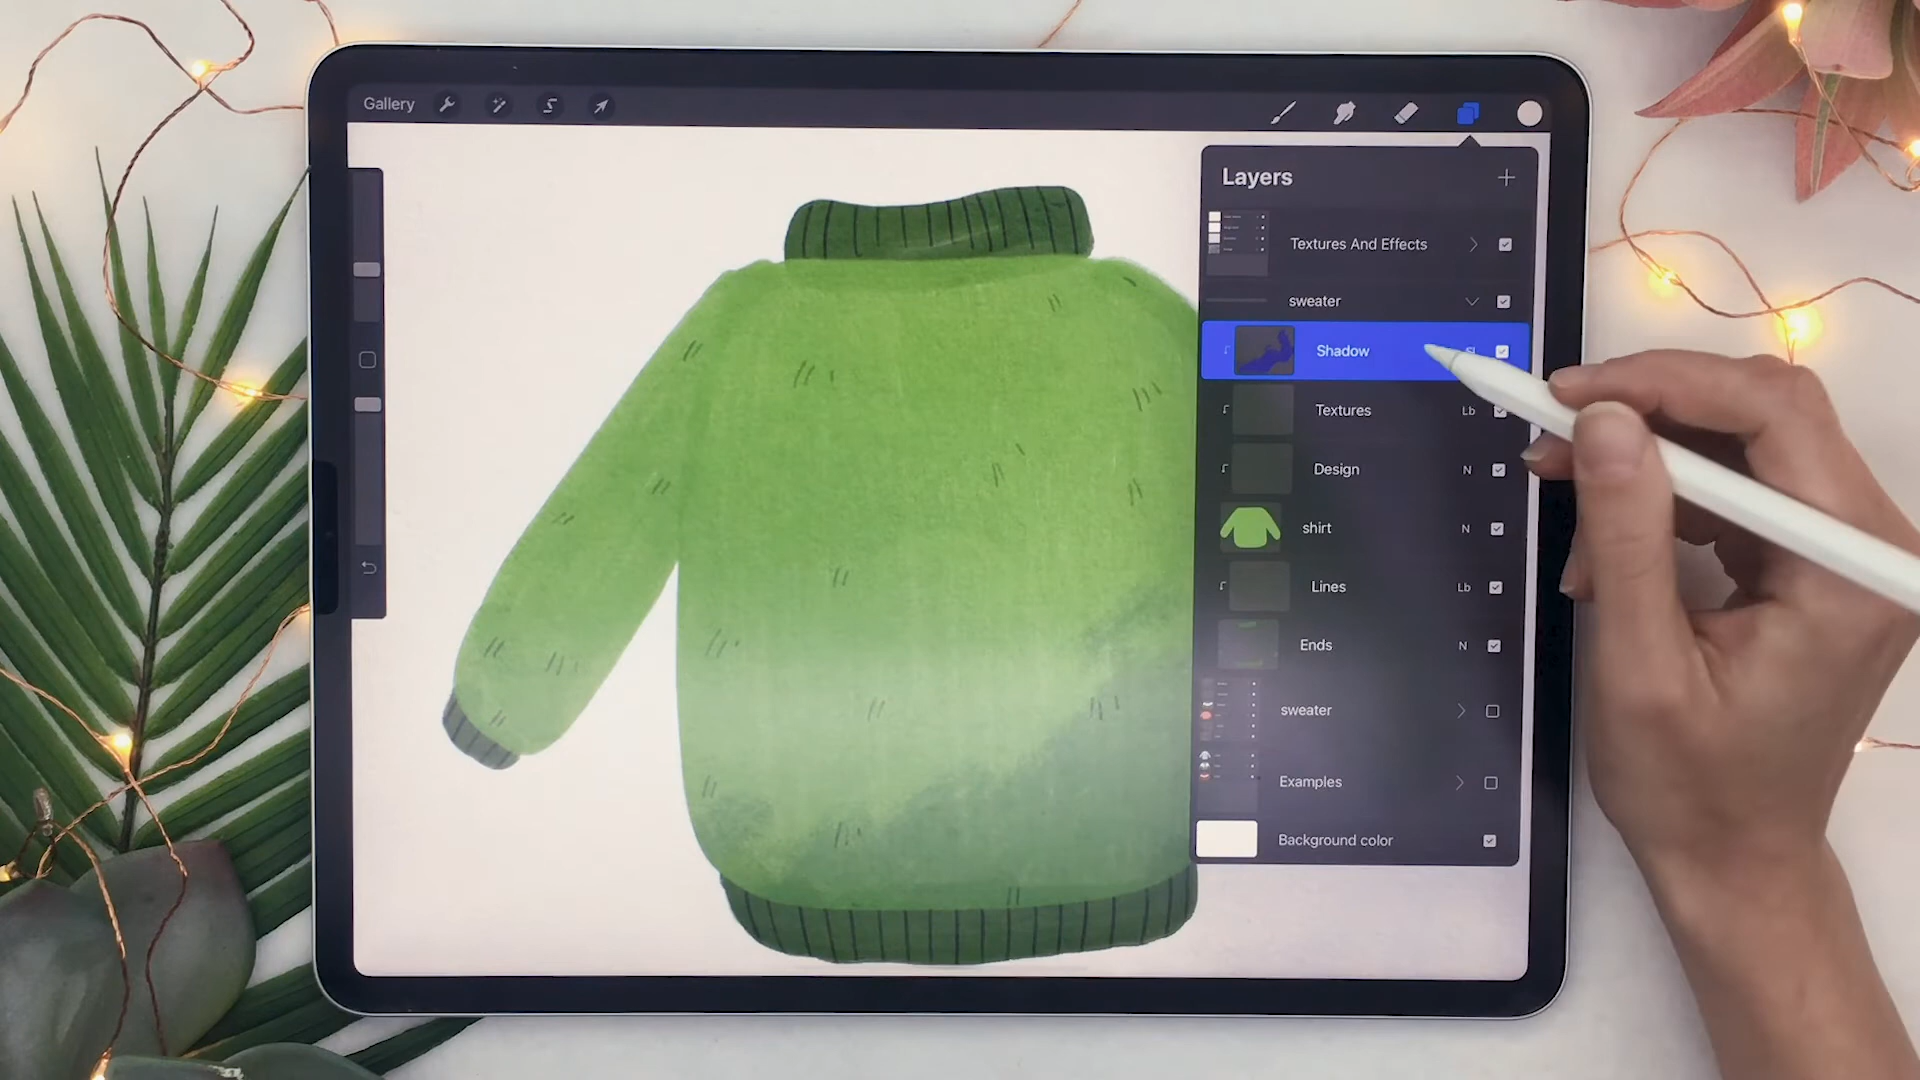 Gallery
Layers
Textures And Effects
sweater
Shadow
Textures Lb
Design N
shirt N
Lines Lb
Ends N
sweater
Examples
Background color